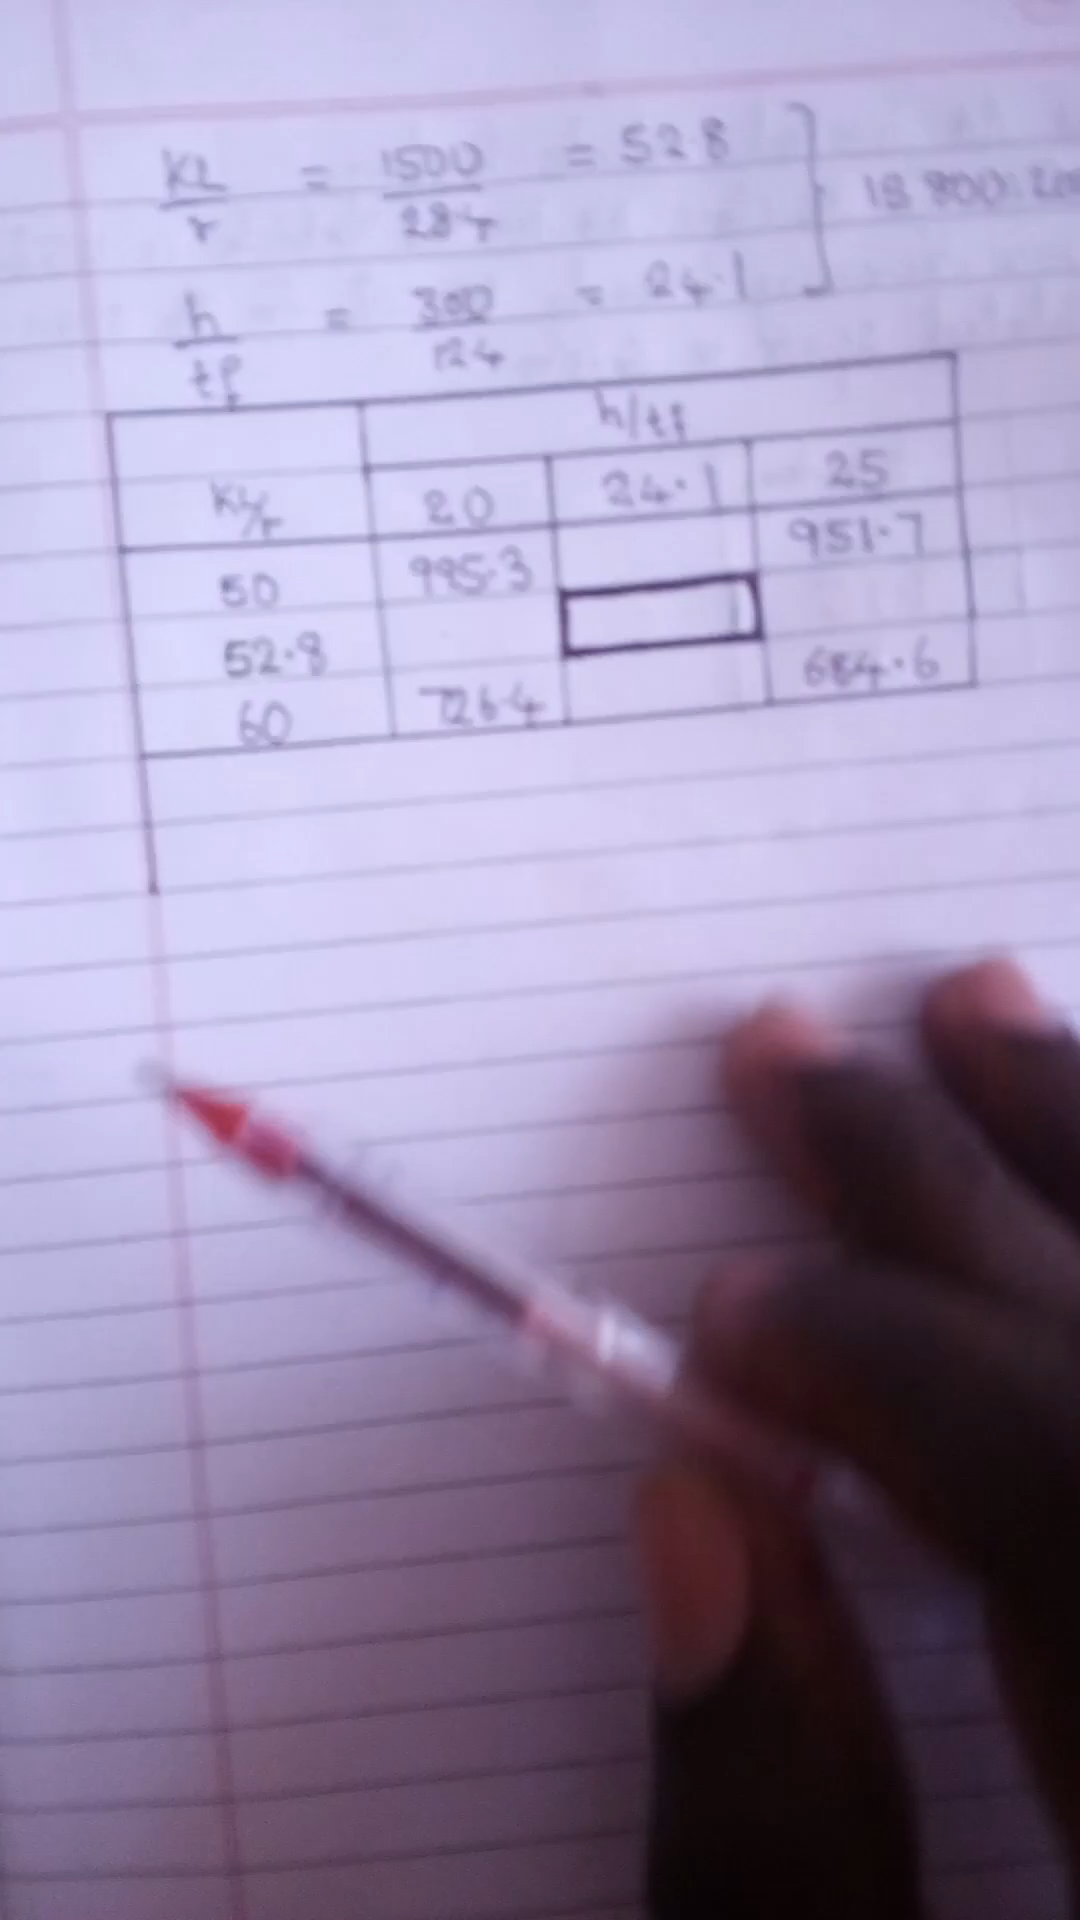 KL/r = 1500/28.4 = 52.8
h/tf = 300/12.4 = 24.1
h/tf
KL/r 20 24.1 25
50 995.3 951.7
52.8
60 726.4 684.6